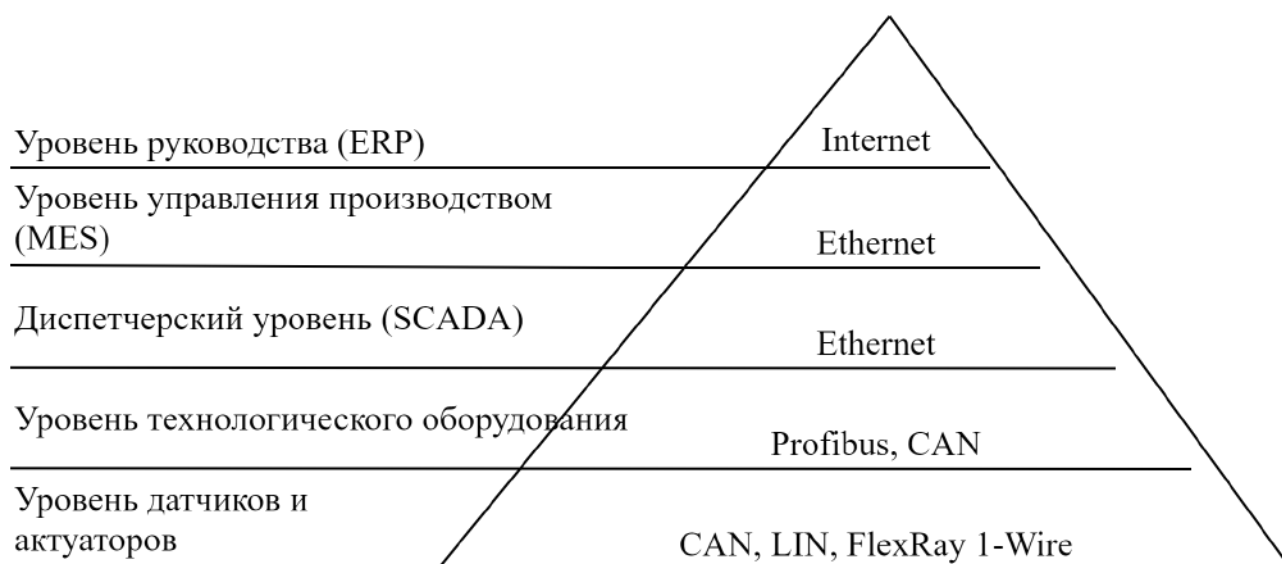 Уровень руководства (ERP)
Internet
Уровень управления производством
(MES)
Ethernet
Диспетчерский уровень (SCADA)
Ethernet
Уровень технологического оборудования
Profibus, CAN
Уровень датчиков и
актуаторов
CAN, LIN, FlexRay 1-Wire